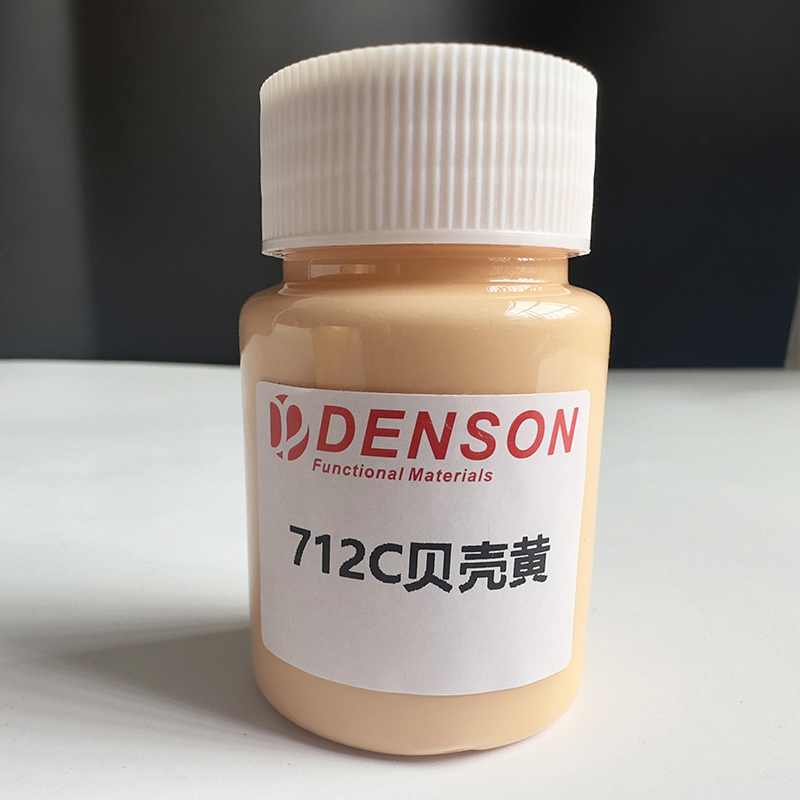 DENSON
Functional Materials
712C贝壳黄